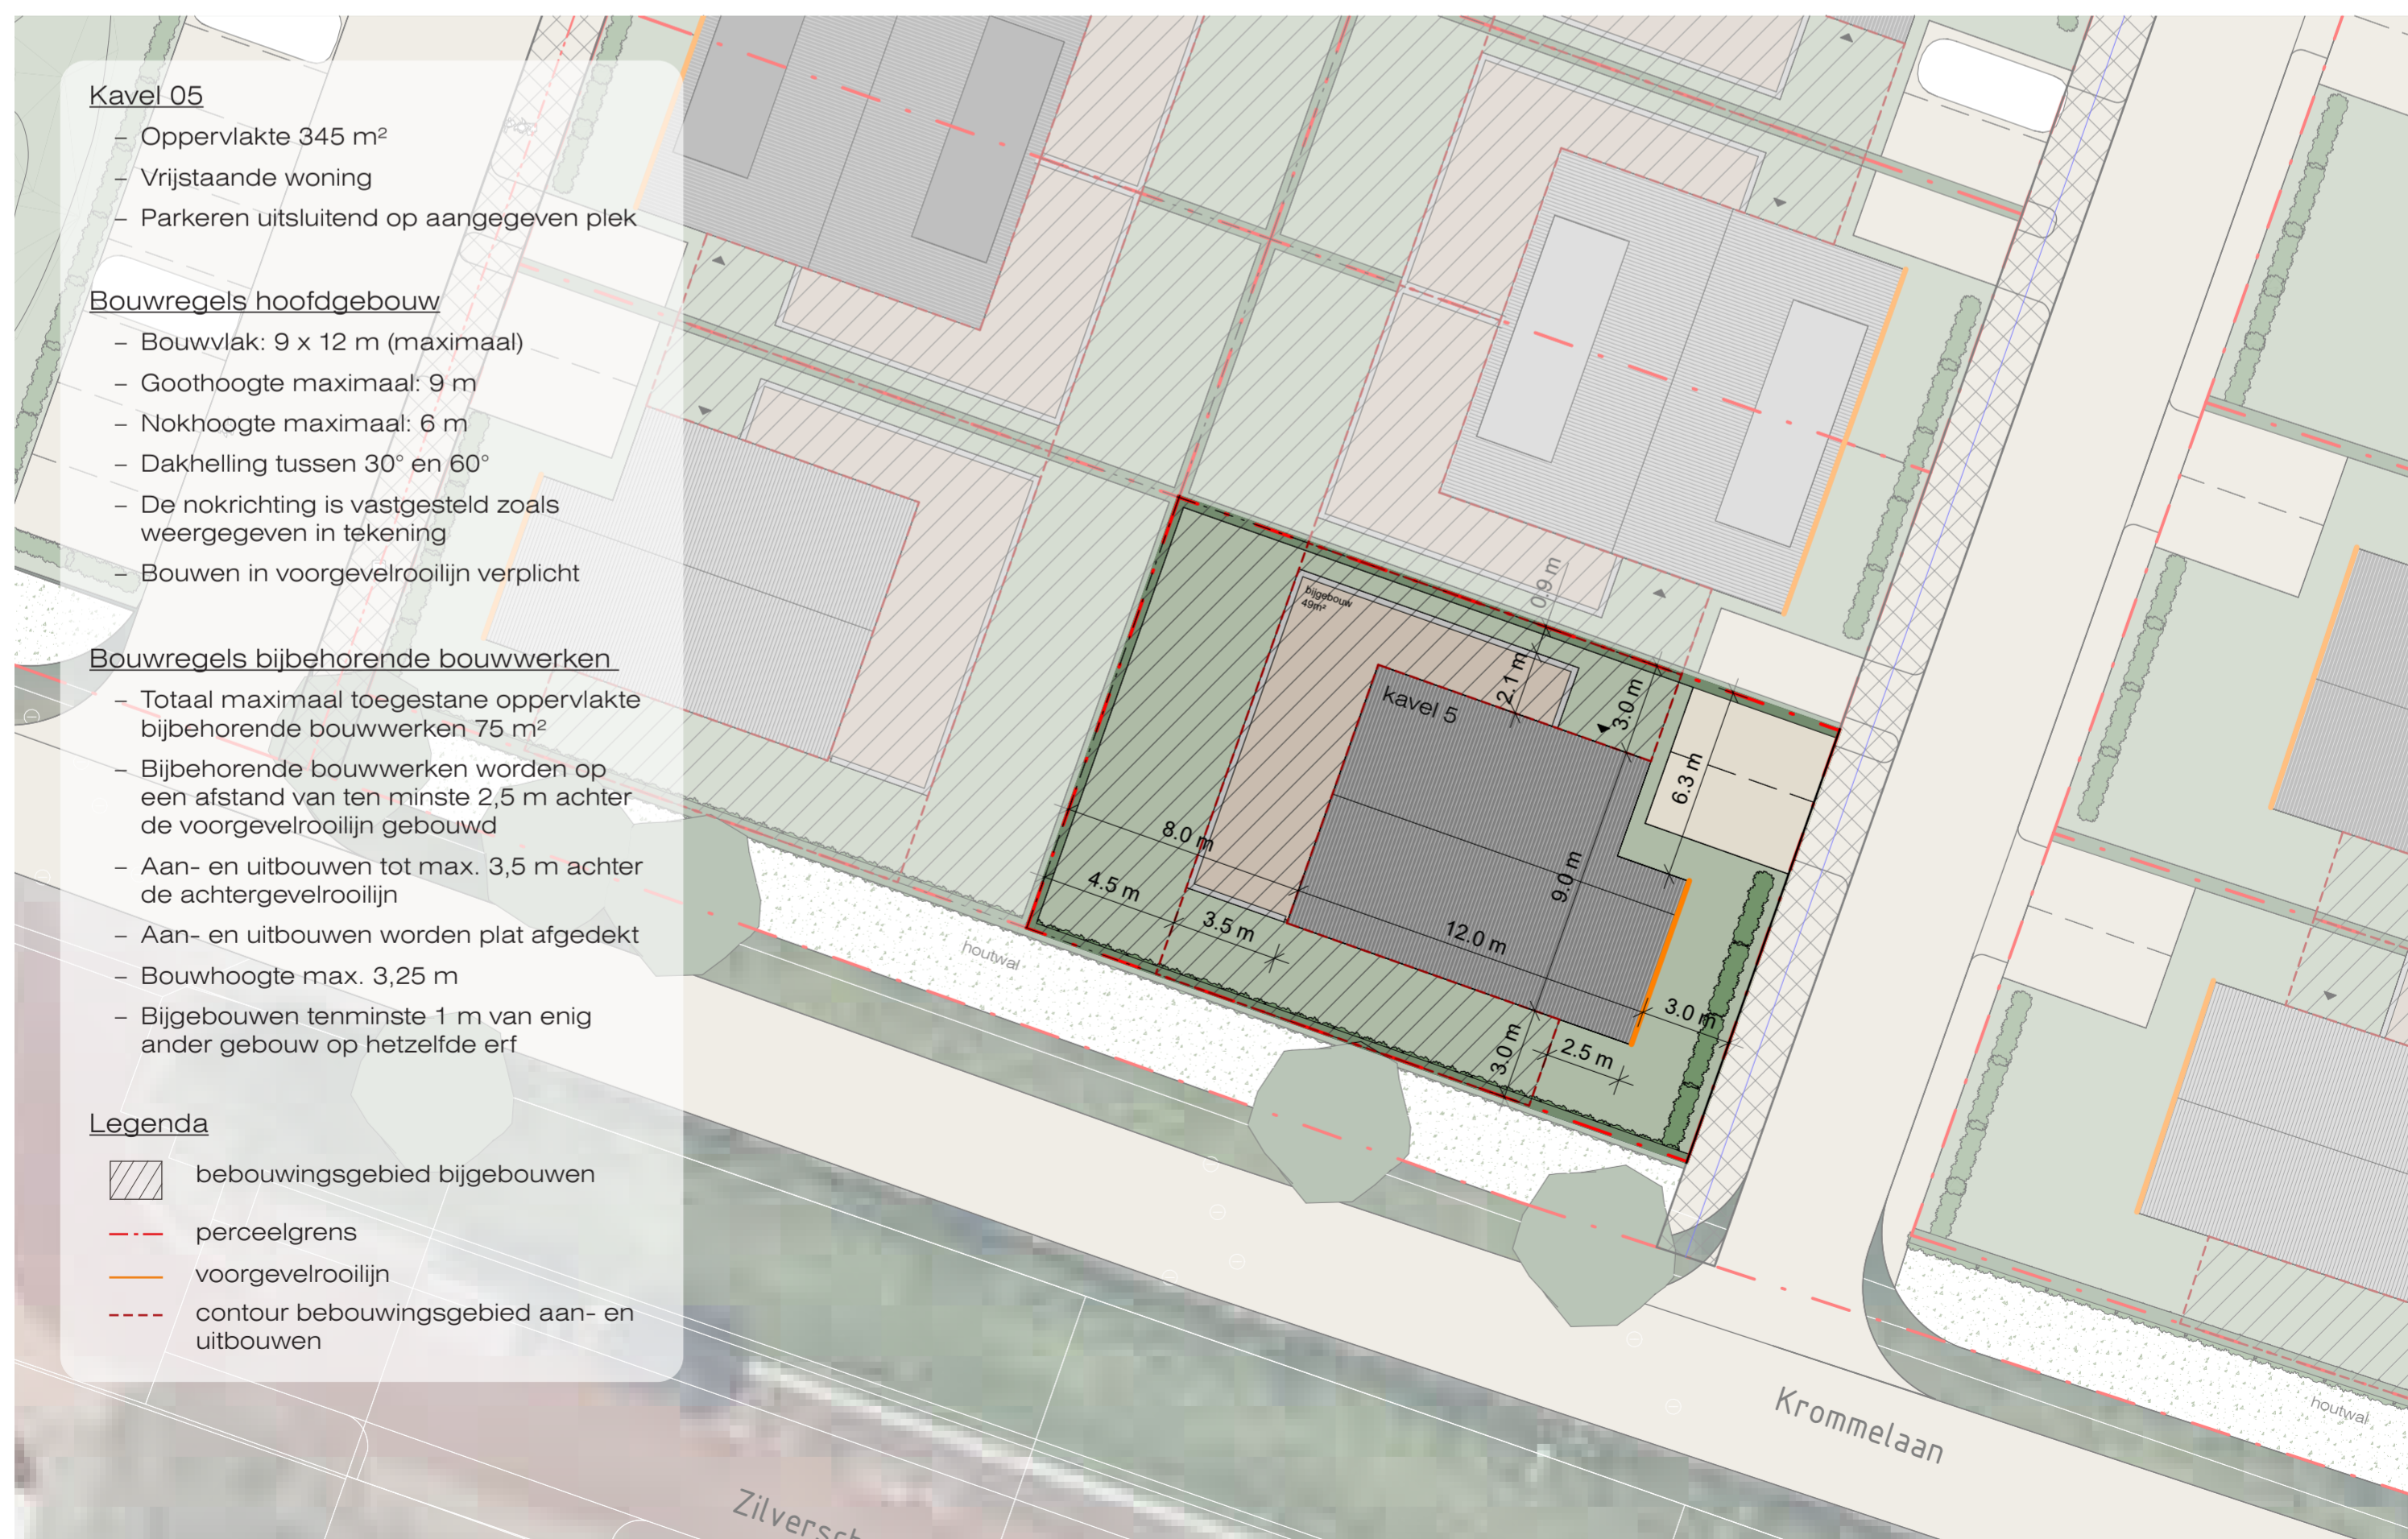 Kavel 05
– Oppervlakte 345 m²
– Vrijstaande woning
– Parkeren uitsluitend op aangegeven plek
Bouwregels hoofdgebouw
– Bouwvlak: 9 x 12 m (maximaal)
– Goothoogte maximaal: 9 m
– Nokhoogte maximaal: 6 m
– Dakhelling tussen 30° en 60°
– De nokrichting is vastgesteld zoals
weergegeven in tekening
– Bouwen in voorgevelrooilijn verplicht
Bouwregels bijbehorende bouwwerken
– Totaal maximaal toegestane oppervlakte
bijbehorende bouwwerken 75 m²
– Bijbehorende bouwwerken worden op
een afstand van ten minste 2,5 m achter
de voorgevelrooilijn gebouwd
– Aan- en uitbouwen tot max. 3,5 m achter
de achtergevelrooilijn
– Aan- en uitbouwen worden plat afgedekt
– Bouwhoogte max. 3,25 m
– Bijgebouwen tenminste 1 m van enig
ander gebouw op hetzelfde erf
Legenda
bebouwingsgebied bijgebouwen
perceelgrens
voorgevelrooilijn
contour bebouwingsgebied aan- en
uitbouwen
0.9 m
bijgebouw
49m²
2.1 m
3.0 m
kavel 5
6.3 m
8.0 m
9.0 m
4.5 m
3.5 m
12.0 m
houtwal
3.0 m
3.0 m
2.5 m
Krommelaan
houtwal